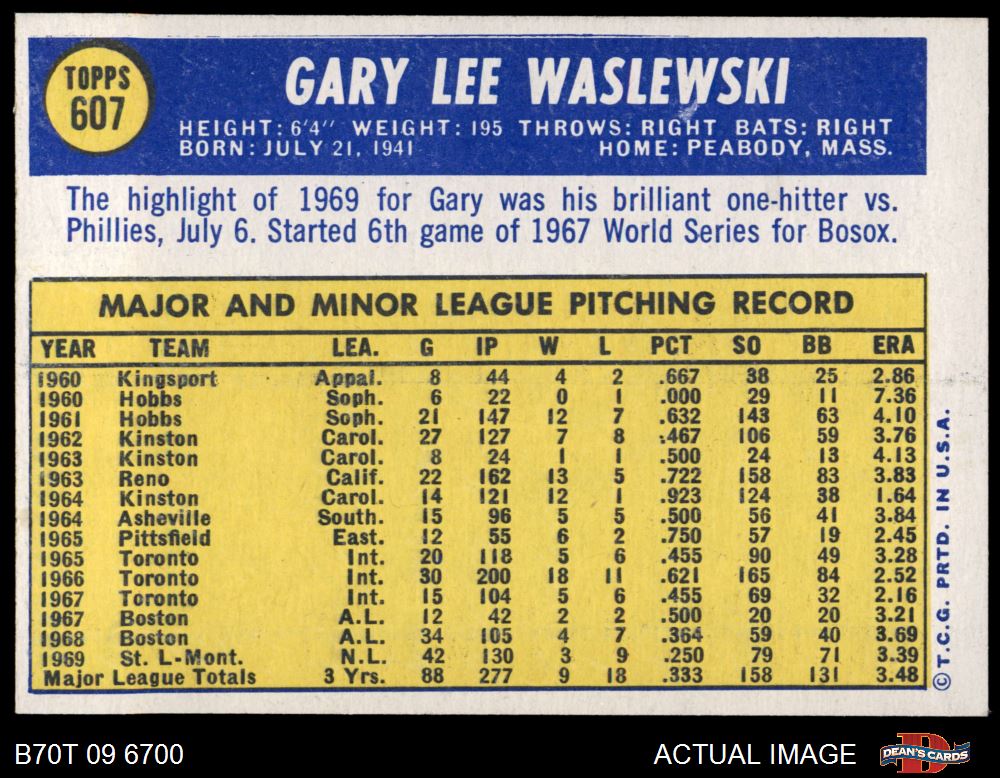 TOPPS
607
GARY LEE WASLEWSKI
HEIGHT: 6'4" WEIGHT: 195 THROWS: RIGHT BATS: RIGHT
BORN: JULY 21, 1941 HOME: PEABODY, MASS.
The highlight of 1969 for Gary was his brilliant one-hitter vs.
Phillies, July 6. Started 6th game of 1967 World Series for Bosox.
MAJOR AND MINOR LEAGUE PITCHING RECORD
YEAR TEAM LEA. G IP W L PCT SO BB ERA
1960 Kingsport Appal. 8 44 4 2 .667 38 25 2.86
1960 Hobbs Soph. 6 22 0 1 .000 29 11 7.36
1961 Hobbs Soph. 21 147 12 7 .632 143 63 4.10
1962 Kinston Carol. 27 127 7 8 .467 106 59 3.76
1963 Kinston Carol. 8 24 1 1 .500 24 13 4.13
1963 Reno Calif. 22 162 13 5 .722 158 83 3.83
1964 Kinston Carol. 14 121 12 1 .923 124 38 1.64
1964 Asheville South. 15 96 5 5 .500 56 41 3.84
1965 Pittsfield East. 12 55 6 2 .750 57 19 2.45
1965 Toronto Int. 20 118 5 6 .455 90 49 3.28
1966 Toronto Int. 30 200 18 11 .621 165 84 2.52
1967 Toronto Int. 15 104 5 6 .455 69 32 2.16
1967 Boston A.L. 12 42 2 2 .500 20 20 3.21
1968 Boston A.L. 34 105 4 7 .364 59 40 3.69
1969 St. L-Mont. N.L. 42 130 3 9 .250 79 71 3.39
Major League Totals 3 Yrs. 88 277 9 18 .333 158 131 3.48
©T.C.G. PRTD. IN U.S.A.
B70T 09 6700
ACTUAL IMAGE
DEAN'S CARDS